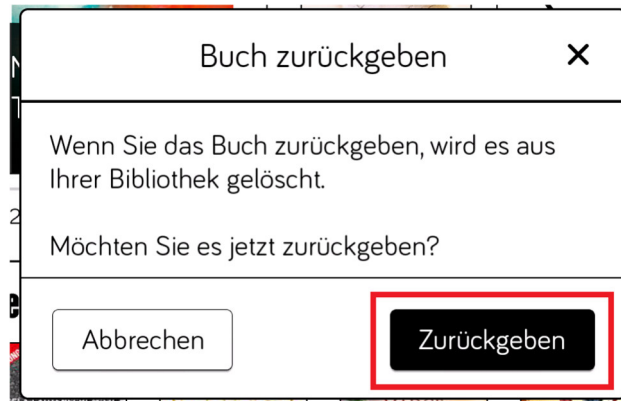 Buch zurückgeben
Wenn Sie das Buch zurückgeben, wird es aus
Ihrer Bibliothek gelöscht.
Möchten Sie es jetzt zurückgeben?
Abbrechen
Zurückgeben